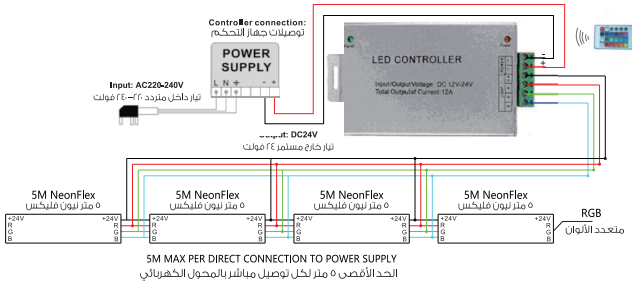 Controller connection:
توصيلات جهاز التحكم
POWER
SUPPLY
L N - +
Input: AC220-240V
تيار داخل متردد ٢٢٠–٢٤٠ فولت
Output: DC24V
تيار خارج مستمر ٢٤ فولت
LED CONTROLLER
Input/Output Voltage: DC 12V-24V
Total Output of Current: 12A
-
+
5M NeonFlex
٥ متر نيون فليكس
+24V +24V
R R
G G
B B
5M NeonFlex
٥ متر نيون فليكس
+24V +24V
R R
G G
B B
5M NeonFlex
٥ متر نيون فليكس
+24V +24V
R R
G G
B B
5M NeonFlex
٥ متر نيون فليكس
+24V +24V
R R
G G
B B
RGB
متعدد الألوان
5M MAX PER DIRECT CONNECTION TO POWER SUPPLY
الحد الأقصى ٥ متر لكل توصيل مباشر بالمحول الكهربائي